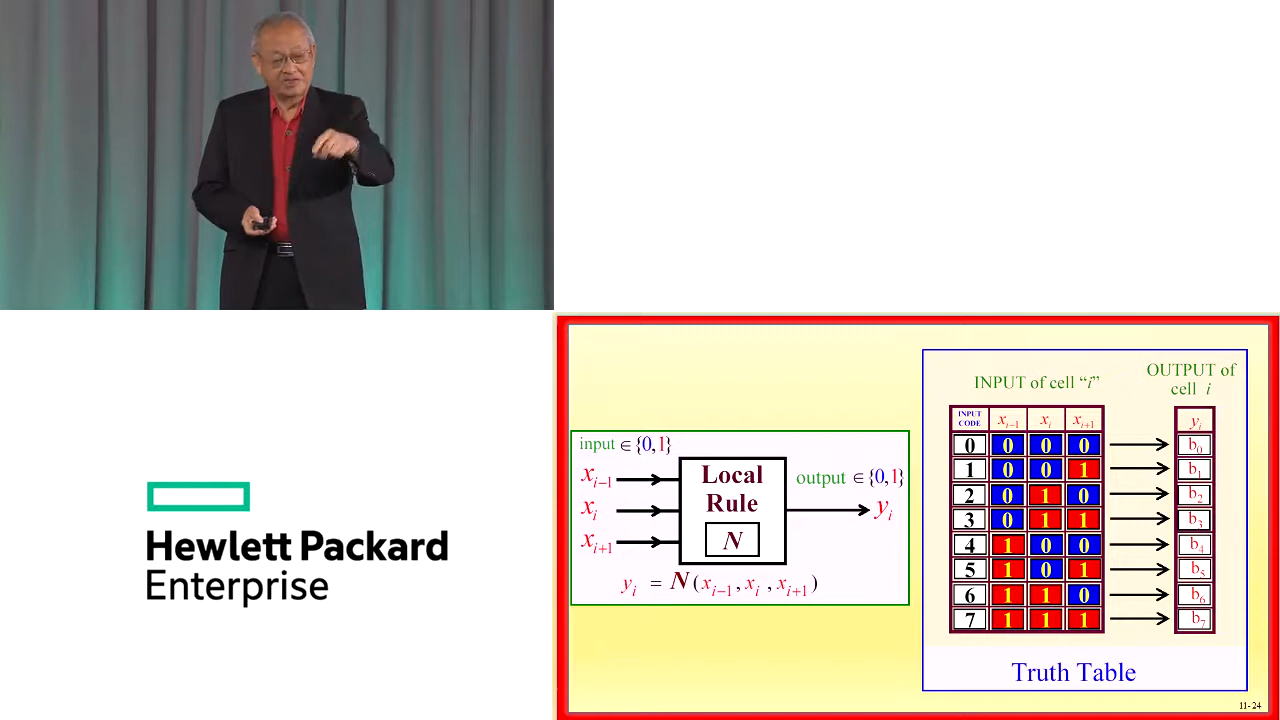 Hewlett Packard
Enterprise
input ∈ {0,1}
xᵢ₋₁
xᵢ
xᵢ₊₁
Local
Rule
N
output ∈ {0,1}
yᵢ
yᵢ = N(xᵢ₋₁, xᵢ , xᵢ₊₁)
INPUT of cell “i”
OUTPUT of
cell i
INPUT CODE xᵢ₋₁ xᵢ xᵢ₊₁ yᵢ
0 0 0 0 b₀
1 0 0 1 b₁
2 0 1 0 b₂
3 0 1 1 b₃
4 1 0 0 b₄
5 1 0 1 b₅
6 1 1 0 b₆
7 1 1 1 b₇
Truth Table
11-24